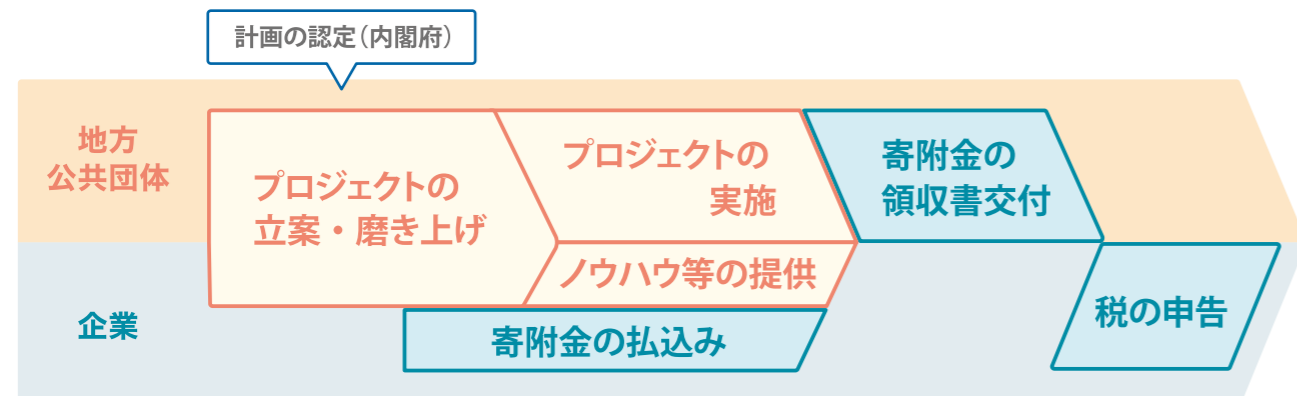 計画の認定（内閣府）
地方
公共団体
プロジェクトの
立案・磨き上げ
プロジェクトの
実施
寄附金の
領収書交付
ノウハウ等の提供
企業
寄附金の払込み
税の申告